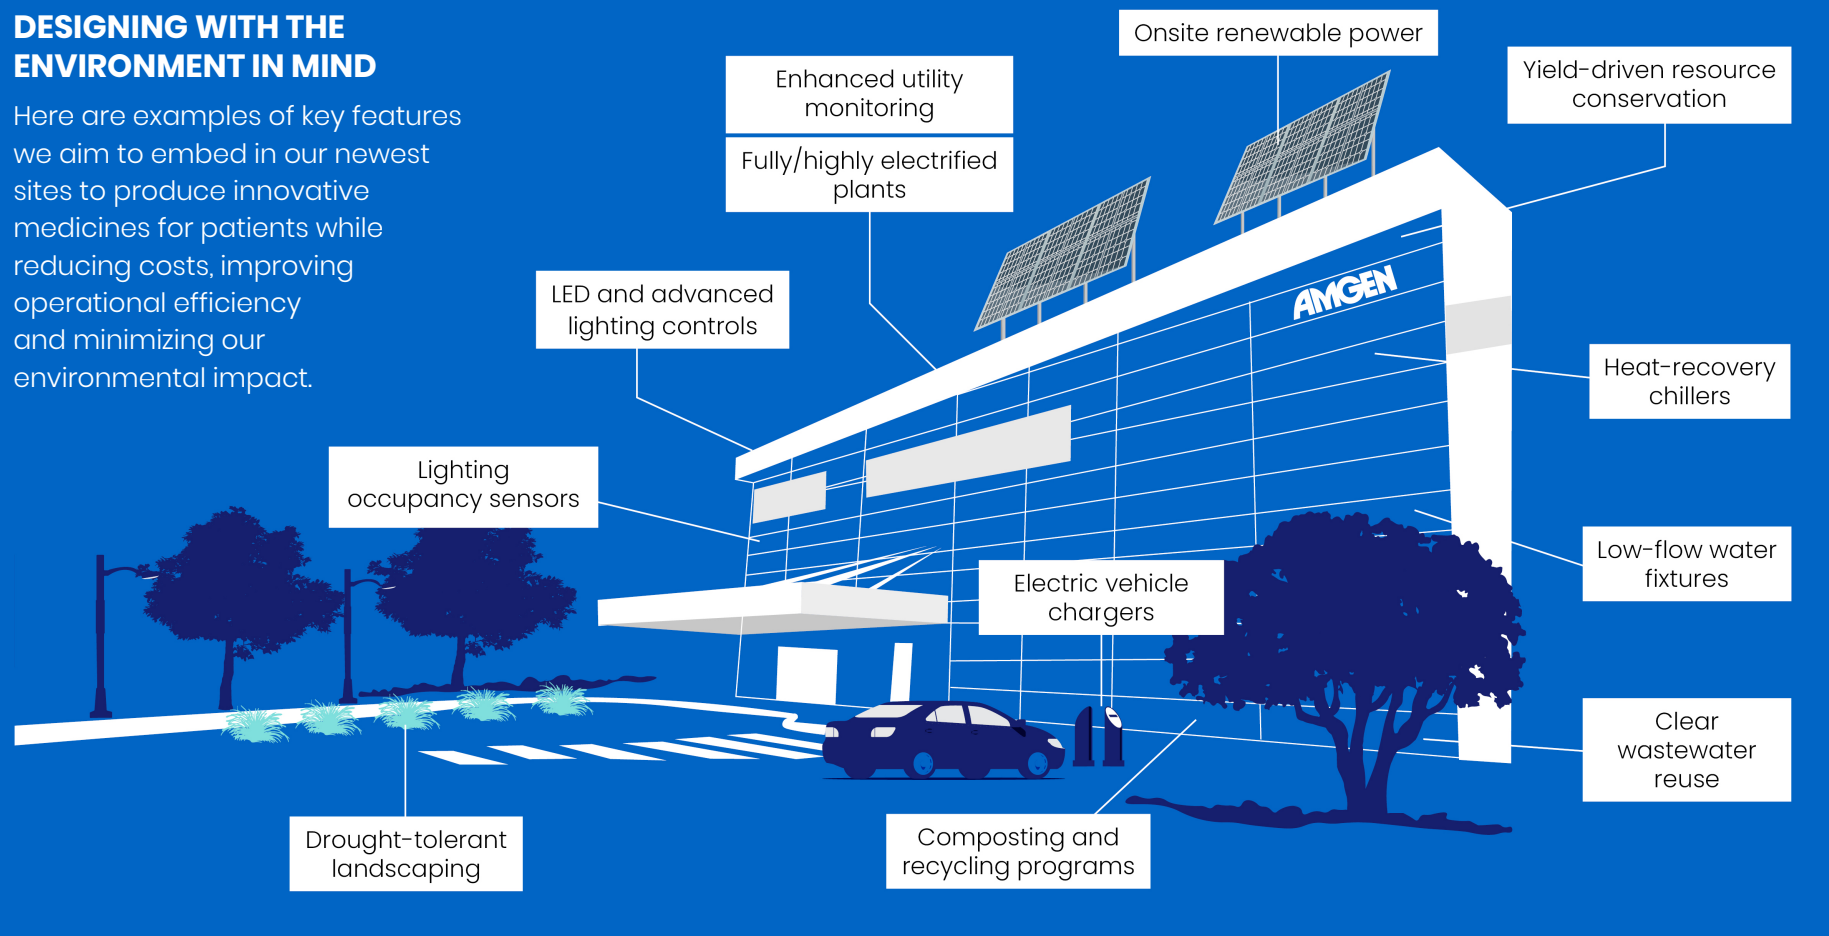 DESIGNING WITH THE
ENVIRONMENT IN MIND
Here are examples of key features
we aim to embed in our newest
sites to produce innovative
medicines for patients while
reducing costs, improving
operational efficiency
and minimizing our
environmental impact.
Onsite renewable power
Enhanced utility
monitoring
Fully/highly electrified
plants
Yield-driven resource
conservation
LED and advanced
lighting controls
AMGEN
Heat-recovery
chillers
Lighting
occupancy sensors
Low-flow water
fixtures
Electric vehicle
chargers
Clear
wastewater
reuse
Drought-tolerant
landscaping
Composting and
recycling programs